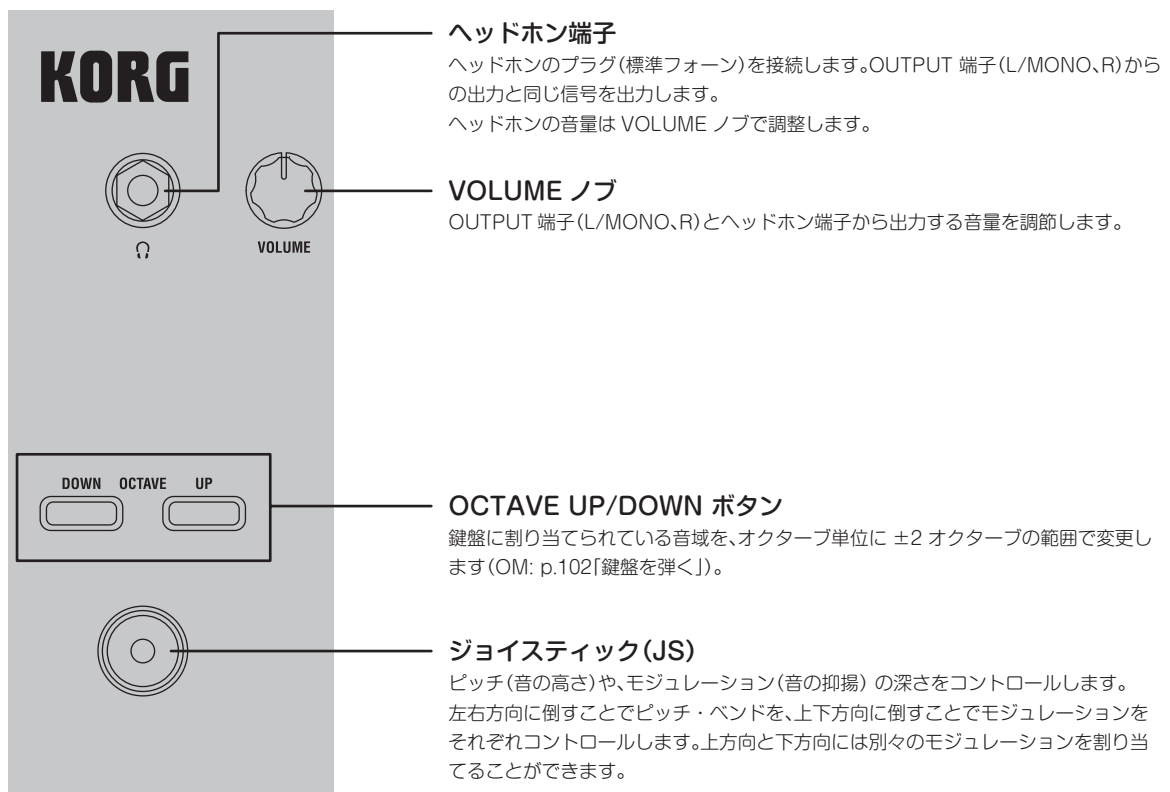 KORG
VOLUME
DOWN OCTAVE UP
ヘッドホン端子
ヘッドホンのプラグ(標準フォーン)を接続します。OUTPUT 端子(L/MONO、R)から
の出力と同じ信号を出力します。
ヘッドホンの音量は VOLUME ノブで調整します。
VOLUME ノブ
OUTPUT 端子(L/MONO、R)とヘッドホン端子から出力する音量を調節します。
OCTAVE UP/DOWN ボタン
鍵盤に割り当てられている音域を、オクターブ単位に ±2 オクターブの範囲で変更し
ます(OM: p.102「鍵盤を弾く」)。
ジョイスティック(JS)
ピッチ(音の高さ)や、モジュレーション(音の抑揚) の深さをコントロールします。
左右方向に倒すことでピッチ・ベンドを、上下方向に倒すことでモジュレーションを
それぞれコントロールします。上方向と下方向には別々のモジュレーションを割り当
てることができます。